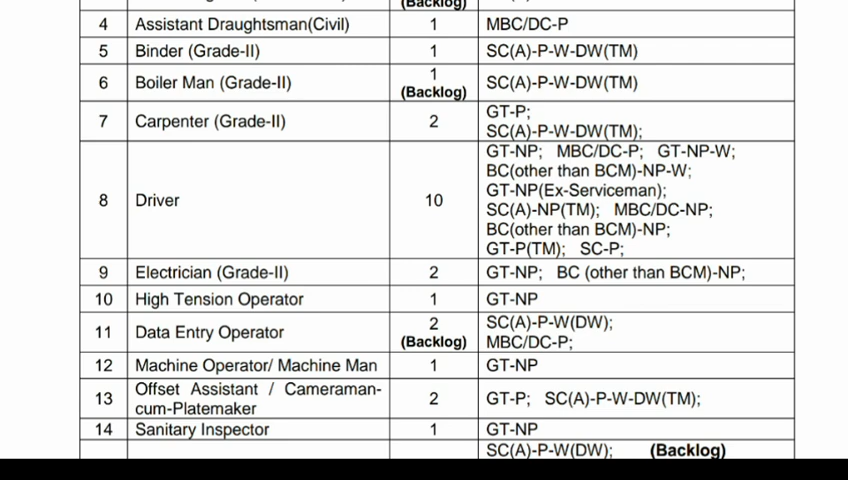 (Backlog)
4 Assistant Draughtsman(Civil) 1 MBC/DC-P
5 Binder (Grade-II) 1 SC(A)-P-W-DW(TM)
6 Boiler Man (Grade-II) 1 (Backlog) SC(A)-P-W-DW(TM)
7 Carpenter (Grade-II) 2 GT-P;
SC(A)-P-W-DW(TM);
8 Driver 10 GT-NP; MBC/DC-P; GT-NP-W;
BC(other than BCM)-NP-W;
GT-NP(Ex-Serviceman);
SC(A)-NP(TM); MBC/DC-NP;
BC(other than BCM)-NP;
GT-P(TM); SC-P;
9 Electrician (Grade-II) 2 GT-NP; BC (other than BCM)-NP;
10 High Tension Operator 1 GT-NP
11 Data Entry Operator 2 (Backlog) SC(A)-P-W(DW);
MBC/DC-P;
12 Machine Operator/ Machine Man 1 GT-NP
13 Offset Assistant / Cameraman-
cum-Platemaker 2 GT-P; SC(A)-P-W-DW(TM);
14 Sanitary Inspector 1 GT-NP
SC(A)-P-W(DW); (Backlog)